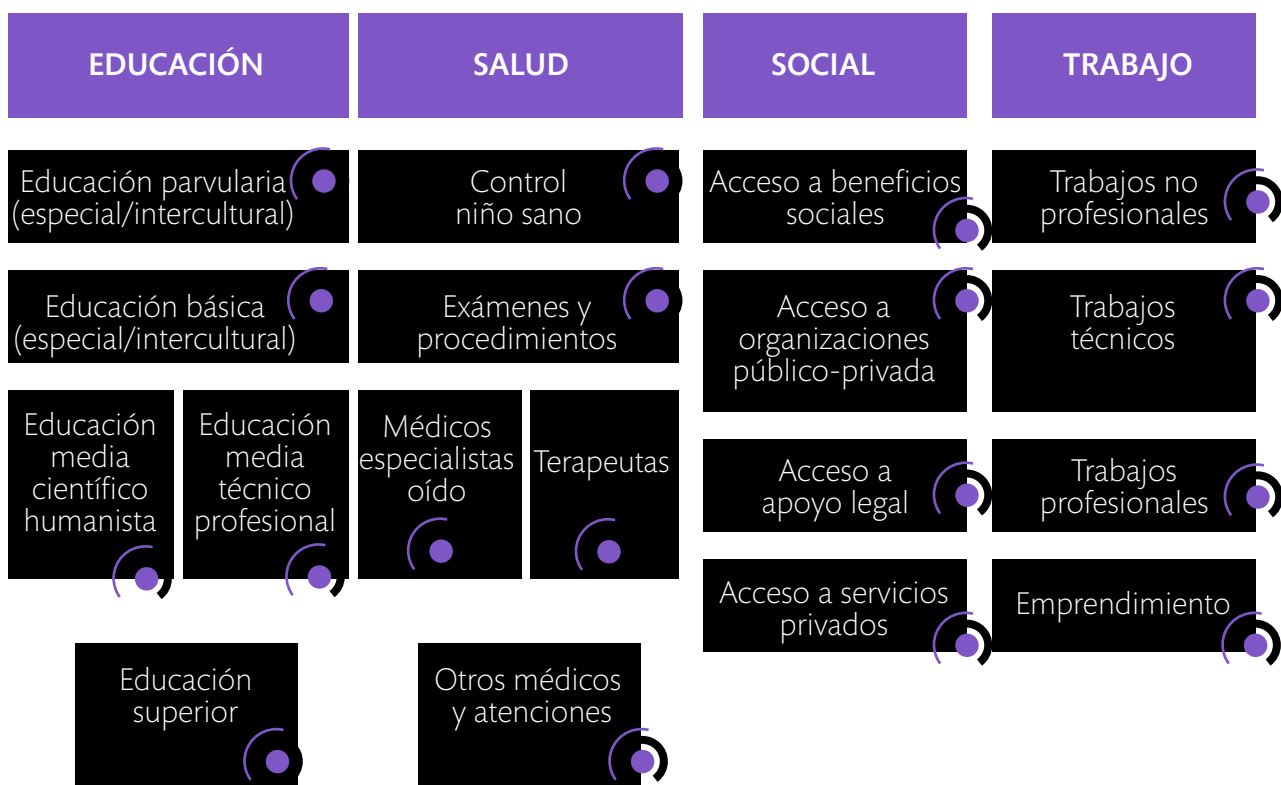 EDUCACIÓN
SALUD
SOCIAL
TRABAJO
Educación parvularia
(especial/intercultural)
Control
niño sano
Acceso a beneficios
sociales
Trabajos no
profesionales
Educación básica
(especial/intercultural)
Exámenes y
procedimientos
Acceso a
organizaciones
público-privada
Trabajos
técnicos
Educación
media
científico
humanista
Educación
media
técnico
profesional
Médicos
especialistas
oído
Terapeutas
Acceso a
apoyo legal
Trabajos
profesionales
Acceso a servicios
privados
Emprendimiento
Educación
superior
Otros médicos
y atenciones